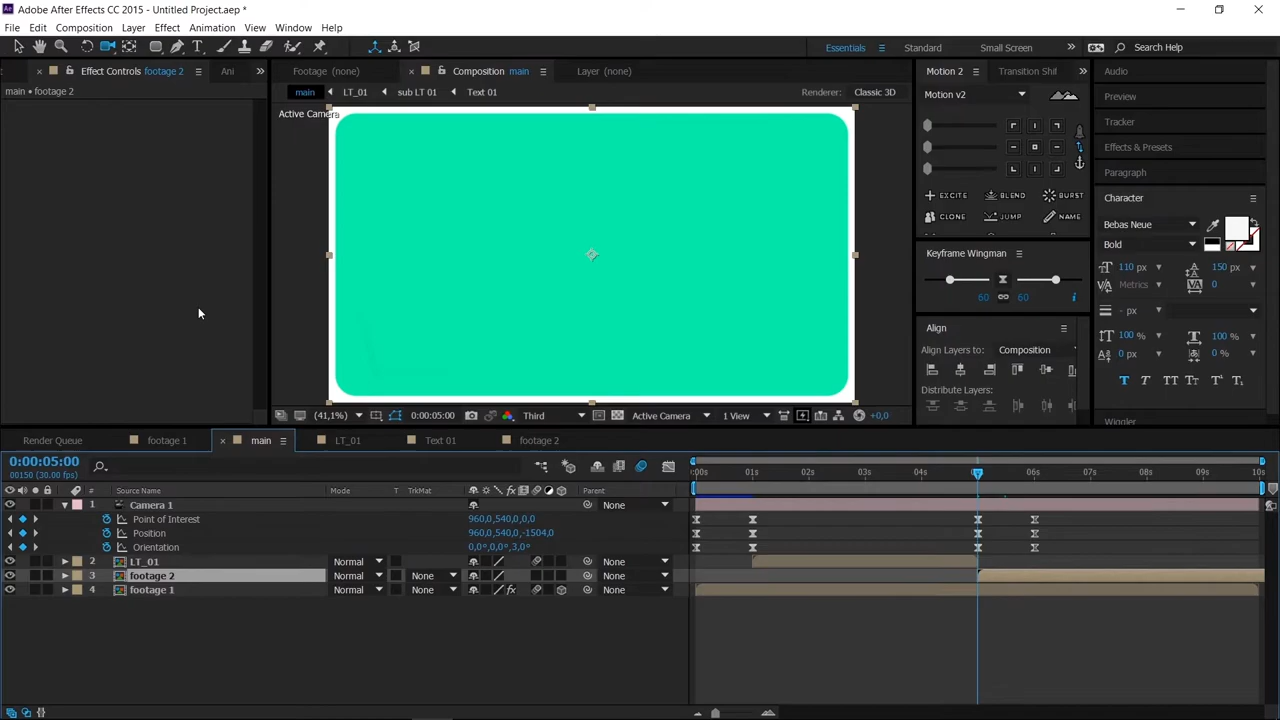 Adobe After Effects CC 2015 - Untitled Project.aep *
File Edit Composition Layer Effect Animation View Window Help
Essentials Standard Small Screen Search Help
Effect Controls footage 2 Ani
Footage (none) Composition main Layer (none)
Motion 2 Transition Shif Audio
main • footage 2
main LT_01 sub LT 01 Text 01 Renderer: Classic 3D
Motion v2 Preview
Active Camera
Tracker
Effects & Presets
Paragraph
EXCITE BLEND BURST Character
CLONE JUMP NAME Bebas Neue
Bold
Keyframe Wingman 110 px 150 px
Metrics 0
60 60 - px
Align 100 % 100 %
Align Layers to: Composition 0 px 0 %
Distribute Layers:
(41,1%) 0:00:05:00 Third Active Camera 1 View +0,0 Wiggler
Render Queue footage 1 main LT_01 Text 01 footage 2
0:00:05:00
00150 (30.00 fps) :00s 01s 02s 03s 04s 06s 07s 08s 09s 10s
# Source Name Mode T TrkMat Parent
1 Camera 1 None
Point of Interest 960,0,540,0,0,0
Position 960,0,540,0,-1504,0
Orientation 0,0°,0,0°,3,0°
2 LT_01 Normal None
3 footage 2 Normal None None
4 footage 1 Normal None None